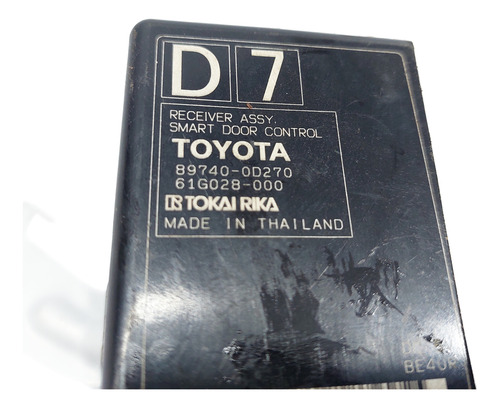 D 7
RECEIVER ASSY.
SMART DOOR CONTROL
TOYOTA
89740-0D270
61G028-000
TOKAI RIKA
MADE IN THAILAND